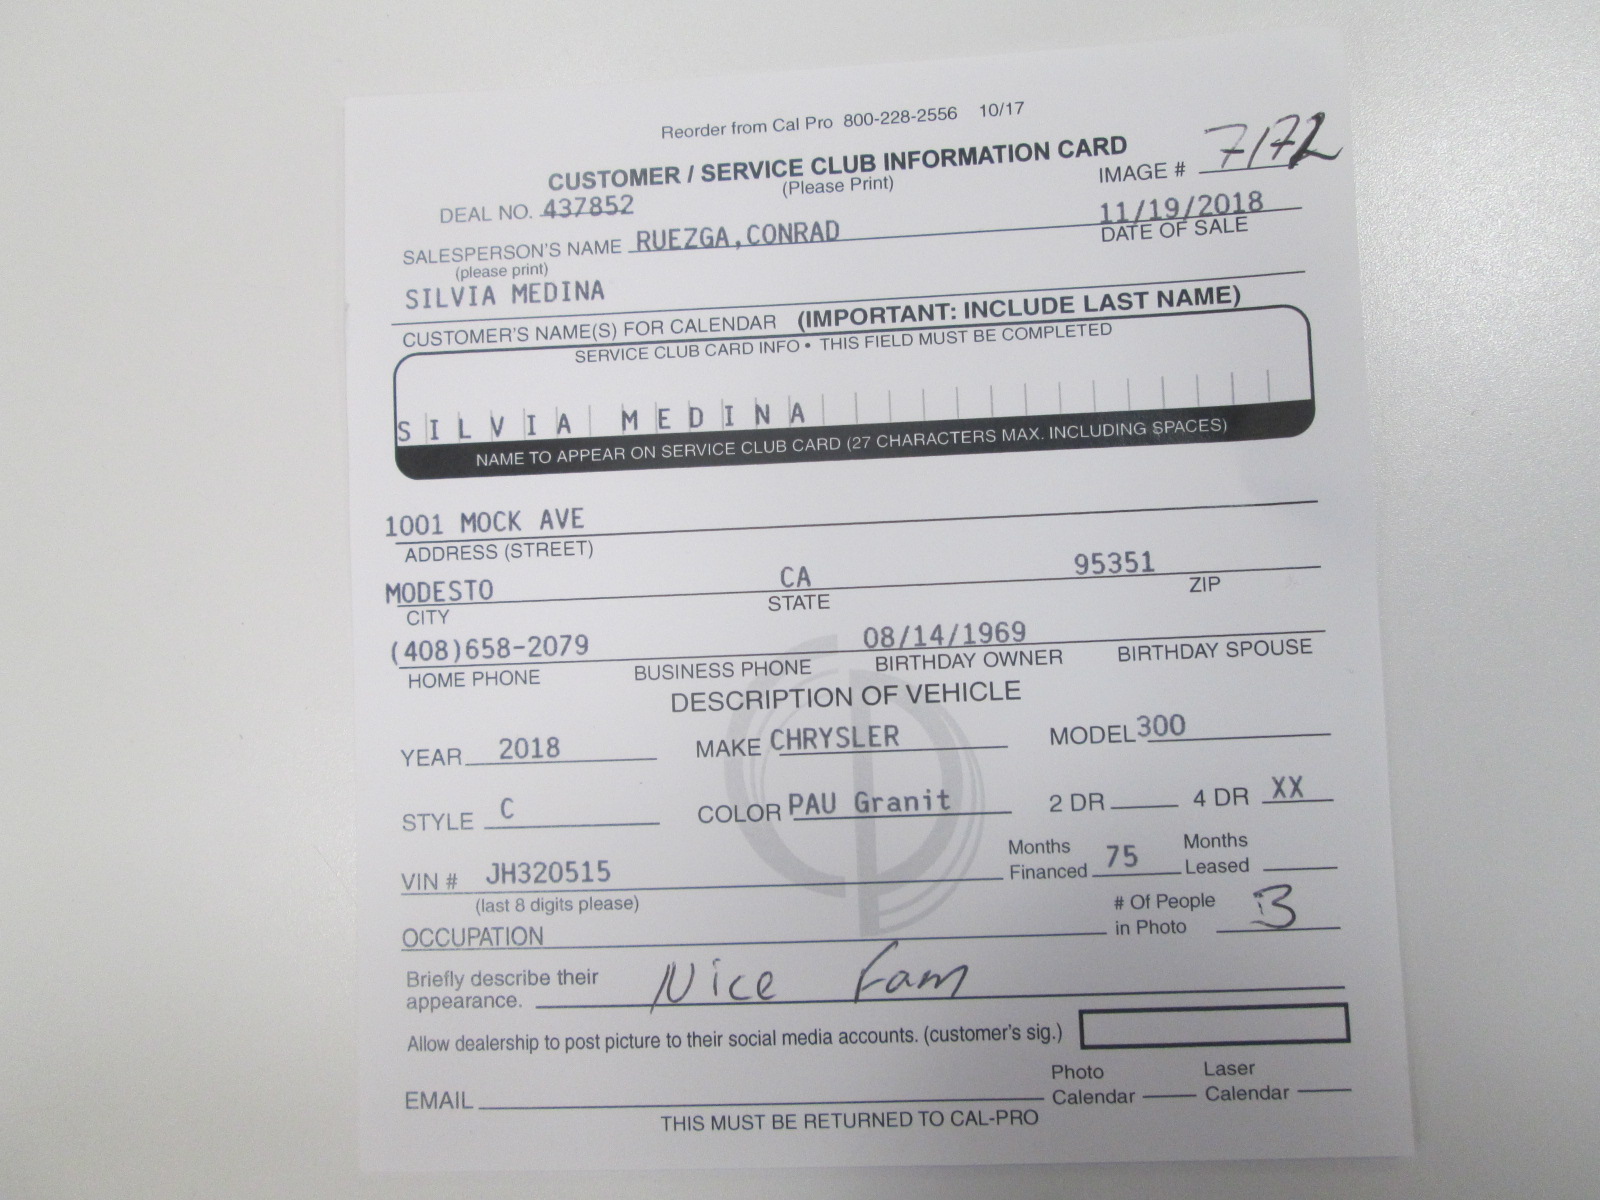 Reorder from Cal Pro 800-228-2556 10/17
CUSTOMER / SERVICE CLUB INFORMATION CARD
(Please Print)
IMAGE # 7172
DEAL NO. 437852
11/19/2018
SALESPERSON'S NAME RUEZGA,CONRAD
DATE OF SALE
(please print)
SILVIA MEDINA
CUSTOMER'S NAME(S) FOR CALENDAR (IMPORTANT: INCLUDE LAST NAME)
SERVICE CLUB CARD INFO • THIS FIELD MUST BE COMPLETED
SILVIA MEDINA
NAME TO APPEAR ON SERVICE CLUB CARD (27 CHARACTERS MAX. INCLUDING SPACES)
1001 MOCK AVE
ADDRESS (STREET)
MODESTO CA 95351
CITY STATE ZIP
(408)658-2079 08/14/1969
HOME PHONE BUSINESS PHONE BIRTHDAY OWNER BIRTHDAY SPOUSE
DESCRIPTION OF VEHICLE
YEAR 2018 MAKE CHRYSLER MODEL 300
STYLE C COLOR PAU Granit 2 DR 4 DR XX
VIN # JH320515 Months Financed 75 Months Leased
(last 8 digits please)
OCCUPATION # Of People in Photo 3
Briefly describe their appearance. Nice Fam
Allow dealership to post picture to their social media accounts. (customer's sig.)
EMAIL Photo Calendar Laser Calendar
THIS MUST BE RETURNED TO CAL-PRO